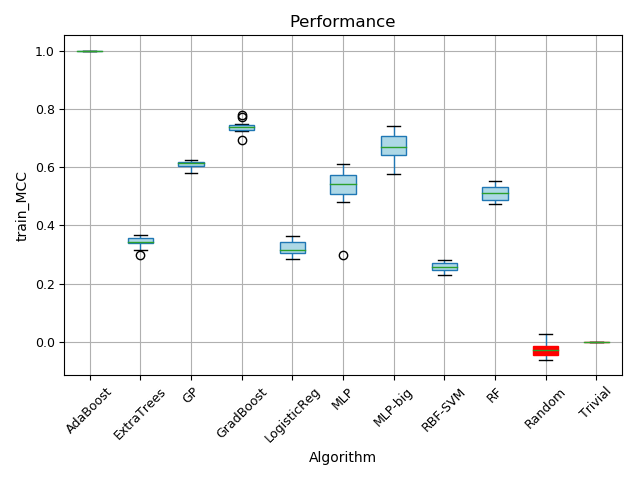 Performance
train_MCC
1.0
0.8
0.6
0.4
0.2
0.0
AdaBoost
ExtraTrees
GP
GradBoost
LogisticReg
MLP
MLP-big
RBF-SVM
RF
Random
Trivial
Algorithm